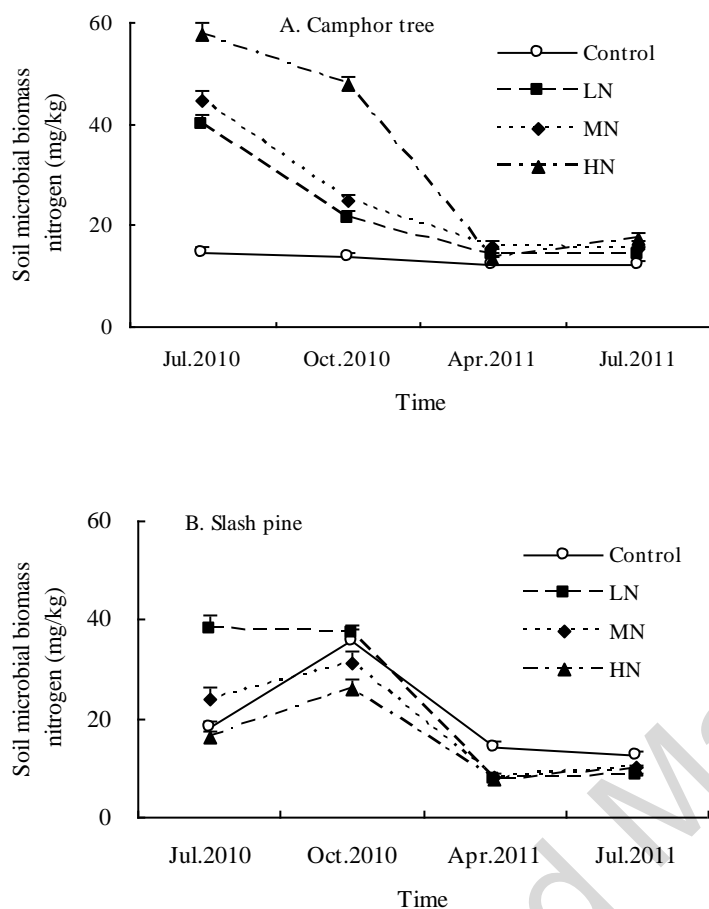 A. Camphor tree
Soil microbial biomass
nitrogen (mg/kg)
60
40
20
0
Control
LN
MN
HN
Jul.2010 Oct.2010 Apr.2011 Jul.2011
Time
B. Slash pine
Soil microbial biomass
nitrogen (mg/kg)
60
40
20
0
Control
LN
MN
HN
Jul.2010 Oct.2010 Apr.2011 Jul.2011
Time